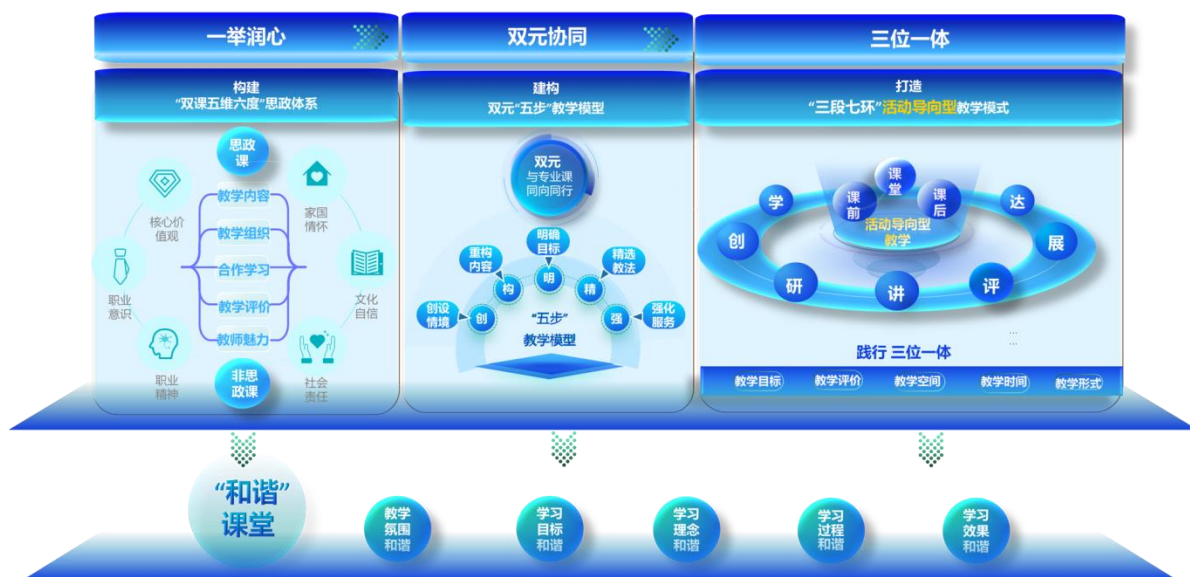 一举润心
双元协同
三位一体
构建
“双课五维六度”思政体系
建构
双元“五步”教学模型
打造
“三段七环”活动导向型教学模式
思政
课
核心价
值观
家国
情怀
职业
意识
文化
自信
职业
精神
社会
责任
教学内容
教学组织
合作学习
教学评价
教师魅力
非思
政课
双元
与专业课
同向同行
创设
情境
重构
内容
明确
目标
精选
教法
强化
服务
创
构
明
精
强
“五步”
教学模型
课前
课堂
课后
活动导向型
教学
学
创
研
讲
评
展
达
...
...
践行 三位一体
教学目标
教学评价
教学空间
教学时间
教学形式
“和谐”
课堂
教学
氛围
和谐
学习
目标
和谐
学习
理念
和谐
学习
过程
和谐
学习
效果
和谐